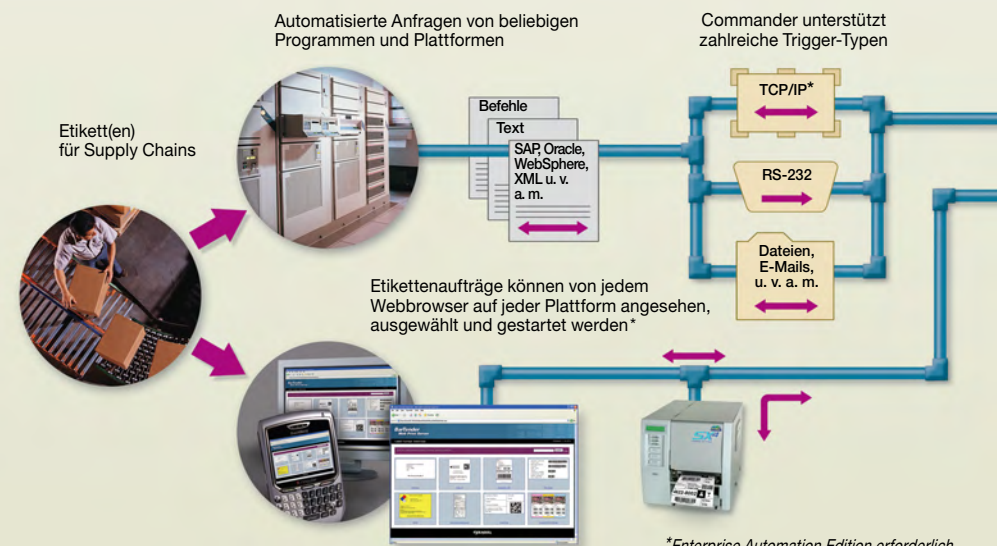 Automatisierte Anfragen von beliebigen
Programmen und Plattformen
Commander unterstützt
zahlreiche Trigger-Typen
Etikett(en)
für Supply Chains
Befehle
Text
SAP, Oracle,
WebSphere,
XML u. v.
a. m.
TCP/IP*
RS-232
Dateien,
E-Mails,
u. v. a. m.
Etikettenaufträge können von jedem
Webbrowser auf jeder Plattform angesehen,
ausgewählt und gestartet werden*
BarTender
SX
*Enterprise Automation Edition erforderlich